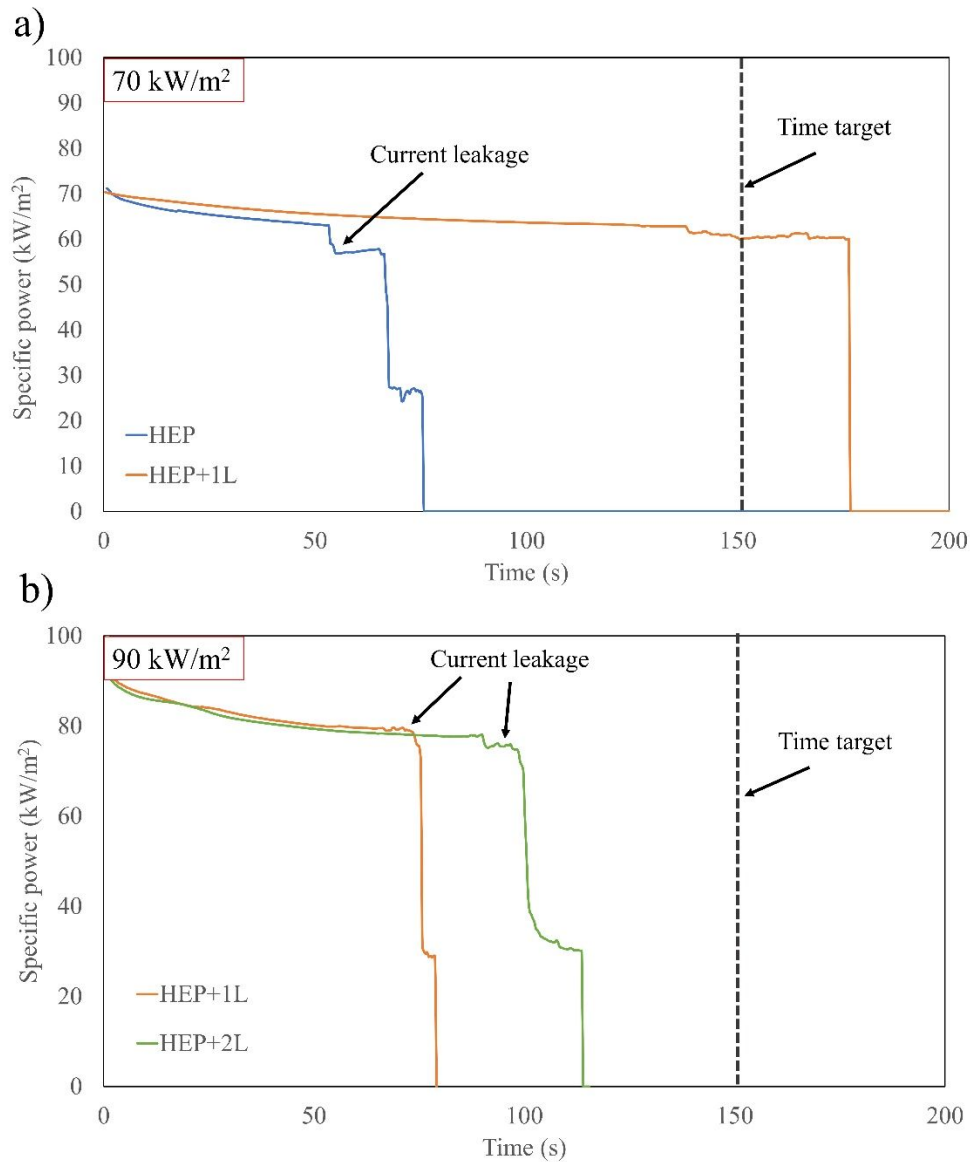 a)
70 kW/m²
Time target
Current leakage
Specific power (kW/m²)
100
90
80
70
60
50
40
30
20
10
0
HEP
HEP+1L
0 50 100 150 200
Time (s)
b)
90 kW/m²
Current leakage
Time target
Specific power (kW/m²)
100
80
60
40
20
0
HEP+1L
HEP+2L
0 50 100 150 200
Time (s)